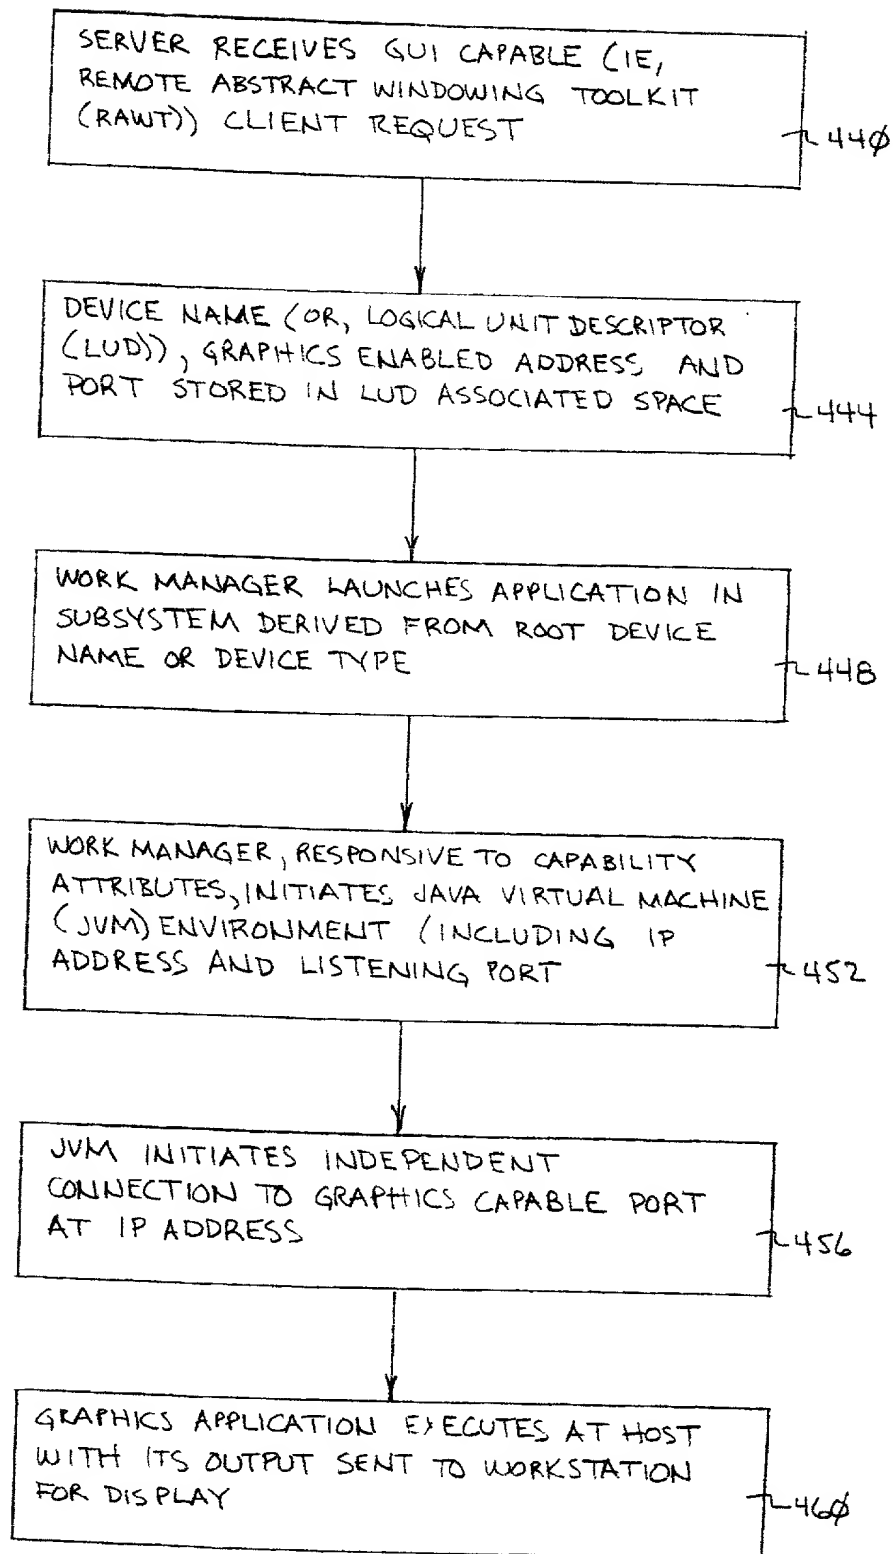 SERVER RECEIVES GUI CAPABLE (IE,
REMOTE ABSTRACT WINDOWING TOOLKIT
(RAWT)) CLIENT REQUEST
44φ
DEVICE NAME (OR, LOGICAL UNIT DESCRIPTOR
(LUD)), GRAPHICS ENABLED ADDRESS AND
PORT STORED IN LUD ASSOCIATED SPACE
444
WORK MANAGER LAUNCHES APPLICATION IN
SUBSYSTEM DERIVED FROM ROOT DEVICE
NAME OR DEVICE TYPE
448
WORK MANAGER, RESPONSIVE TO CAPABILITY
ATTRIBUTES, INITIATES JAVA VIRTUAL MACHINE
(JVM) ENVIRONMENT (INCLUDING IP
ADDRESS AND LISTENING PORT
452
JVM INITIATES INDEPENDENT
CONNECTION TO GRAPHICS CAPABLE PORT
AT IP ADDRESS
456
GRAPHICS APPLICATION EXECUTES AT HOST
WITH ITS OUTPUT SENT TO WORKSTATION
FOR DISPLAY
46φ